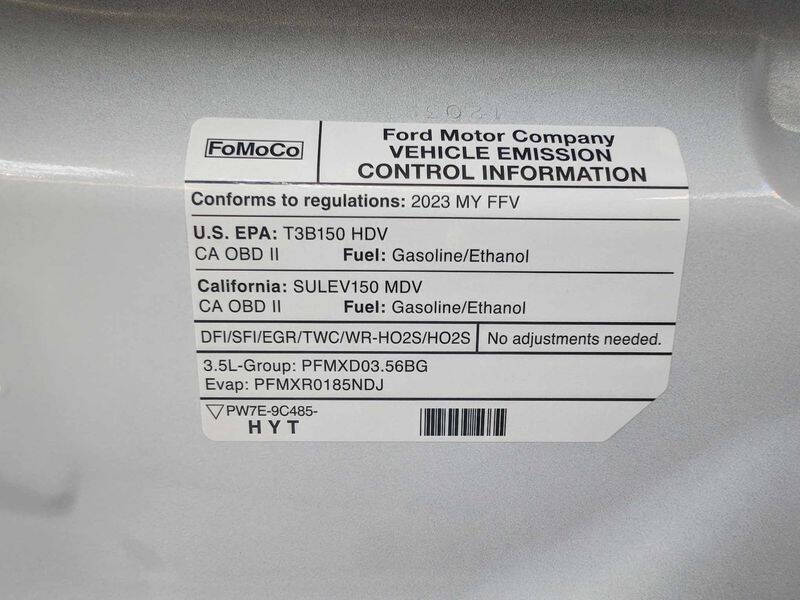 FoMoCo
Ford Motor Company
VEHICLE EMISSION
CONTROL INFORMATION
Conforms to regulations: 2023 MY FFV
U.S. EPA: T3B150 HDV
CA OBD II Fuel: Gasoline/Ethanol
California: SULEV150 MDV
CA OBD II Fuel: Gasoline/Ethanol
DFI/SFI/EGR/TWC/WR-HO2S/HO2S No adjustments needed.
3.5L-Group: PFMXD03.56BG
Evap: PFMXR0185NDJ
PW7E-9C485-
HYT